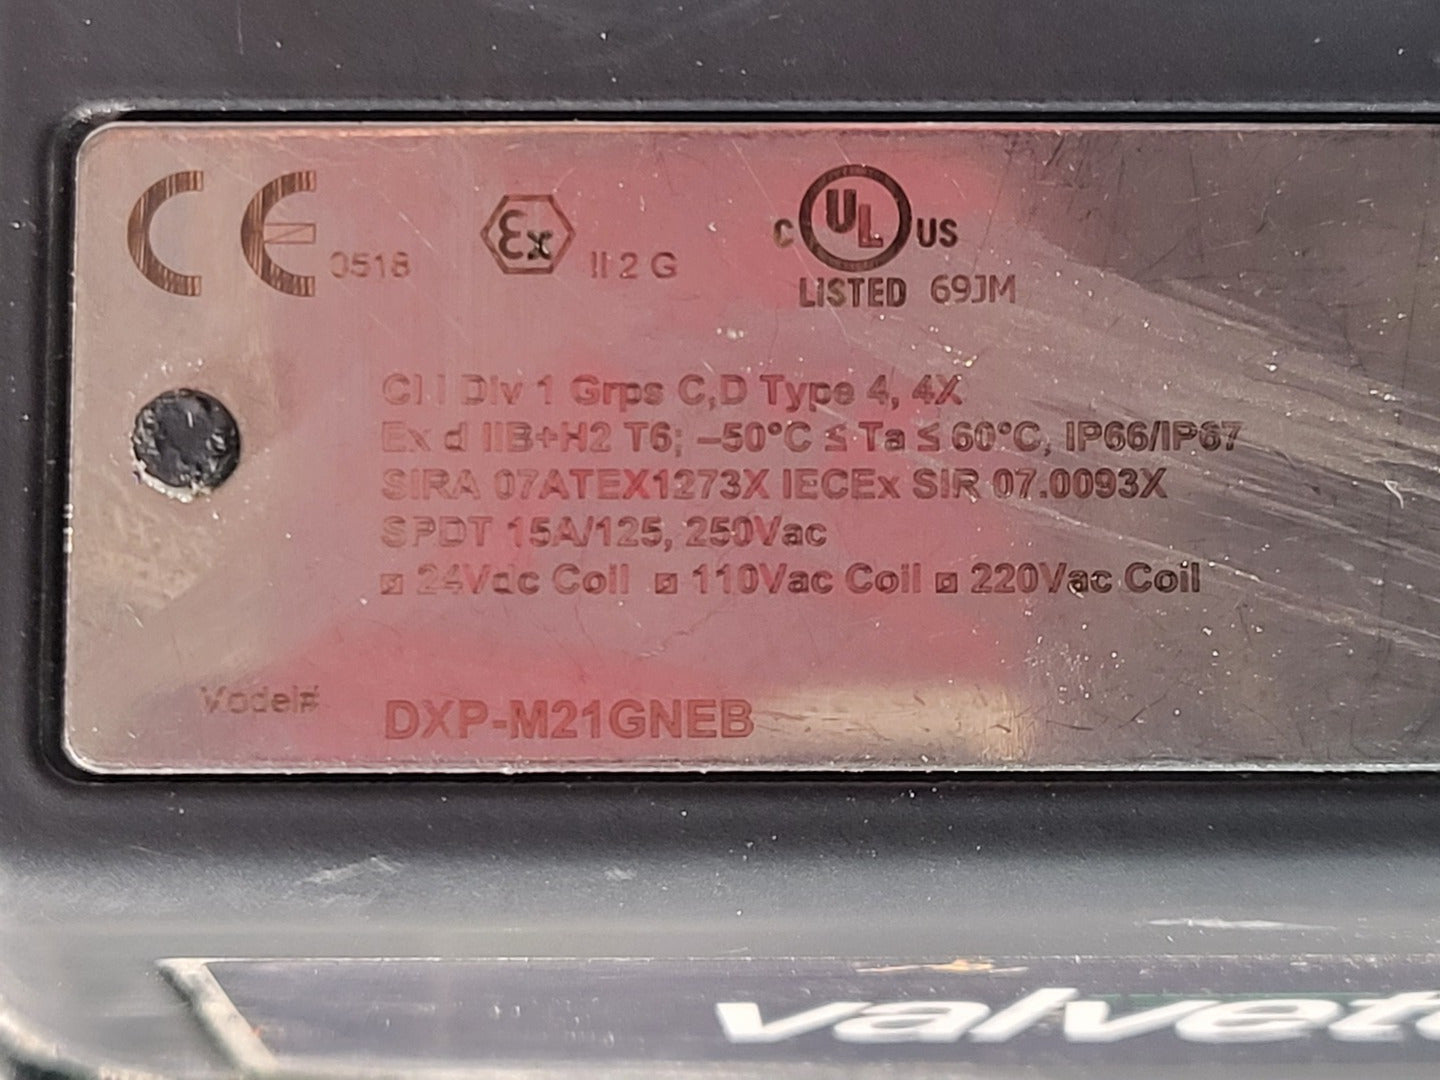 CE 0518 Ex II 2 G C UL US
LISTED 69JM
Cl I Div 1 Grps C,D Type 4, 4X
Ex d IIB+H2 T6; –50°C ≤ Ta ≤ 60°C, IP66/IP67
SIRA 07ATEX1273X IECEx SIR 07.0093X
SPDT 15A/125, 250Vac
24Vdc Coil 110Vac Coil 220Vac Coil
Model# DXP-M21GNEB